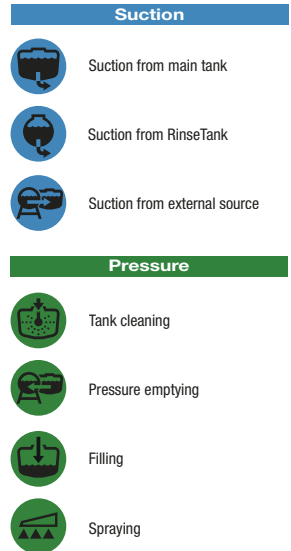 Suction
Suction from main tank
Suction from RinseTank
Suction from external source
Pressure
Tank cleaning
Pressure emptying
Filling
Spraying